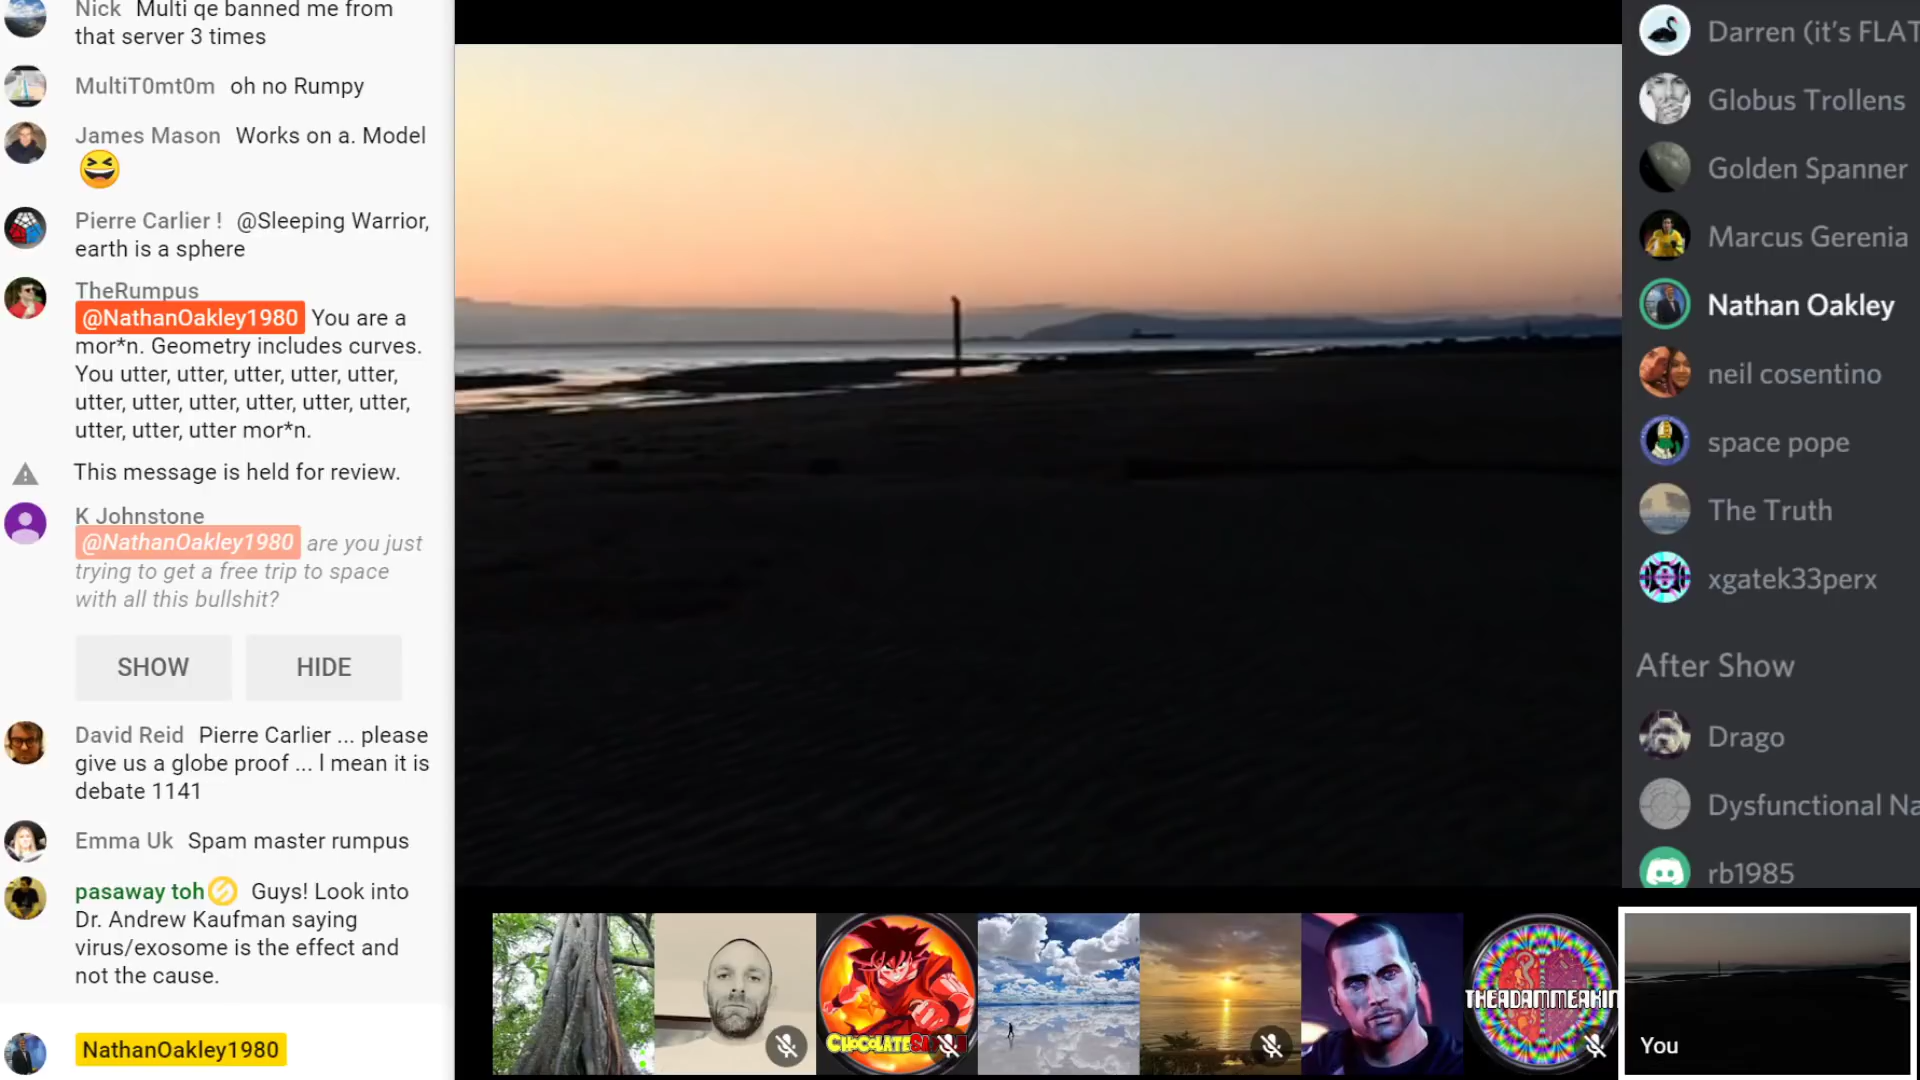 Nick Multi qe banned me from
that server 3 times
MultiT0mt0m oh no Rumpy
James Mason Works on a. Model
Pierre Carlier ! @Sleeping Warrior,
earth is a sphere
TheRumpus
@NathanOakley1980 You are a
mor*n. Geometry includes curves.
You utter, utter, utter, utter, utter,
utter, utter, utter, utter, utter, utter,
utter, utter, utter mor*n.
This message is held for review.
K Johnstone
@NathanOakley1980 are you just
trying to get a free trip to space
with all this bullshit?
SHOW HIDE
David Reid Pierre Carlier ... please
give us a globe proof ... I mean it is
debate 1141
Emma Uk Spam master rumpus
pasaway toh Guys! Look into
Dr. Andrew Kaufman saying
virus/exosome is the effect and
not the cause.
NathanOakley1980
THEADAMMEAKIN
You
Darren (it's FLAT
Globus Trollens
Golden Spanner
Marcus Gerenia
Nathan Oakley
neil cosentino
space pope
The Truth
xgatek33perx
After Show
Drago
Dysfunctional Na
rb1985